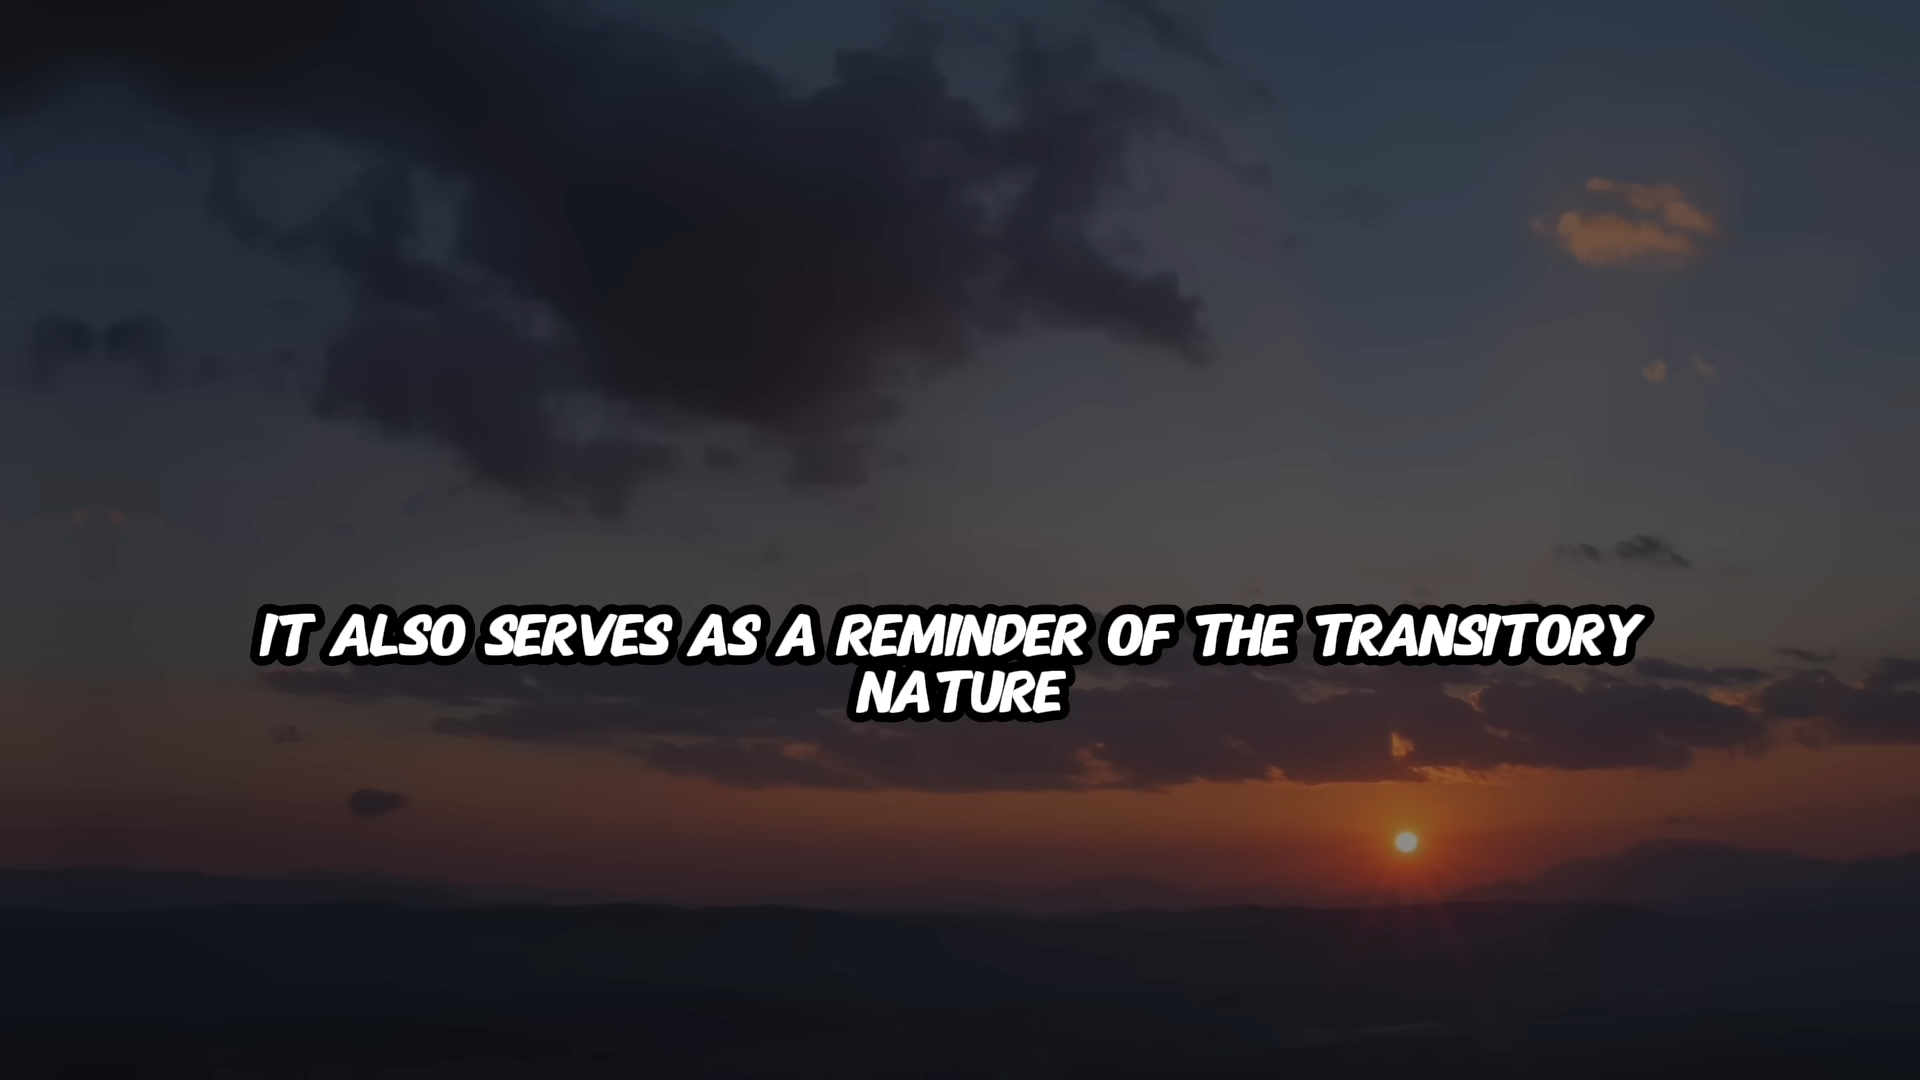 IT ALSO SERVES AS A REMINDER OF THE TRANSITORY
NATURE